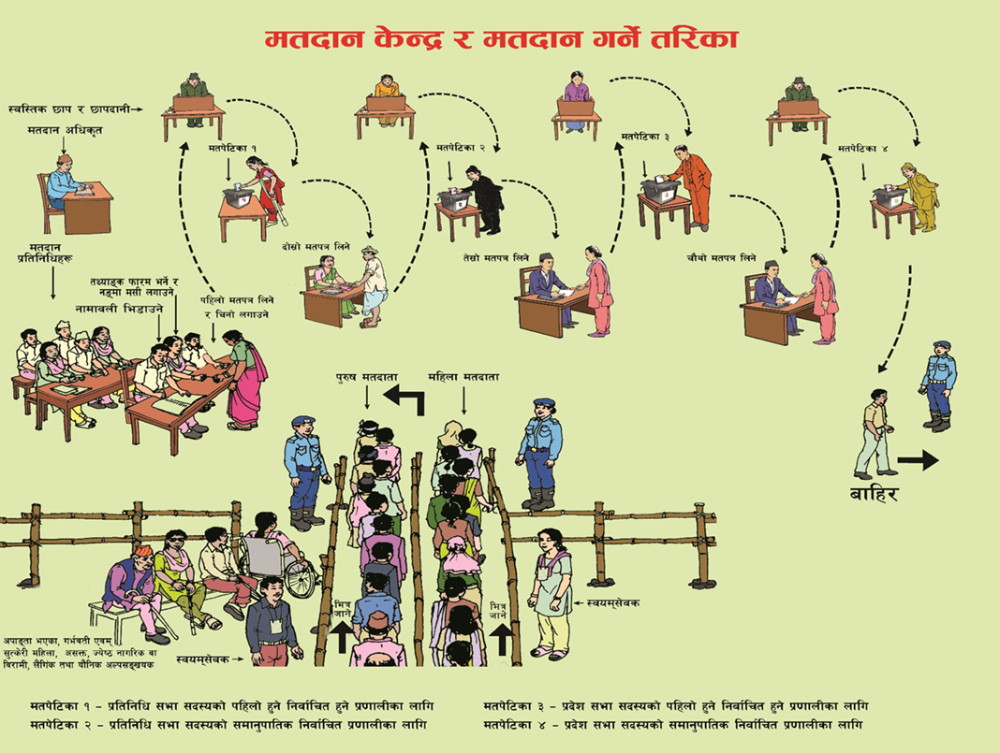 मतदान केन्द्र र मतदान गर्ने तरिका
स्वस्तिक छाप र छापदानी
मतदान अधिकृत
मतपेटिका १
मतपेटिका २
मतपेटिका ३
मतपेटिका ४
मतदान
प्रतिनिधिहरू
दोस्रो मतपत्र लिने
तेस्रो मतपत्र लिने
चौथो मतपत्र लिने
तथ्याङ्क फारम भर्ने र
नङ्मा मसी लगाउने
नामावली भिडाउने
पहिलो मतपत्र लिने
र चिनो लगाउने
पुरुष मतदाता
महिला मतदाता
बाहिर
भित्र
जाने
भित्र
जाने
स्वयम्‌सेवक
अपाङ्गता भएका, गर्भवती एवम्
सुत्केरी महिला, असक्त, ज्येष्ठ नागरिक वा
विरामी, लैगिंक तथा यौनिक अल्पसङ्ख्यक
स्वयम्‌सेवक
मतपेटिका १ – प्रतिनिधि सभा सदस्यको पहिलो हुने निर्वाचित हुने प्रणालीका लागि
मतपेटिका २ – प्रतिनिधि सभा सदस्यको समानुपातिक निर्वाचित प्रणालीका लागि
मतपेटिका ३ – प्रदेश सभा सदस्यको पहिलो हुने निर्वाचित हुने प्रणालीका लागि
मतपेटिका ४ – प्रदेश सभा सदस्यको समानुपातिक निर्वाचित प्रणालीका लागि